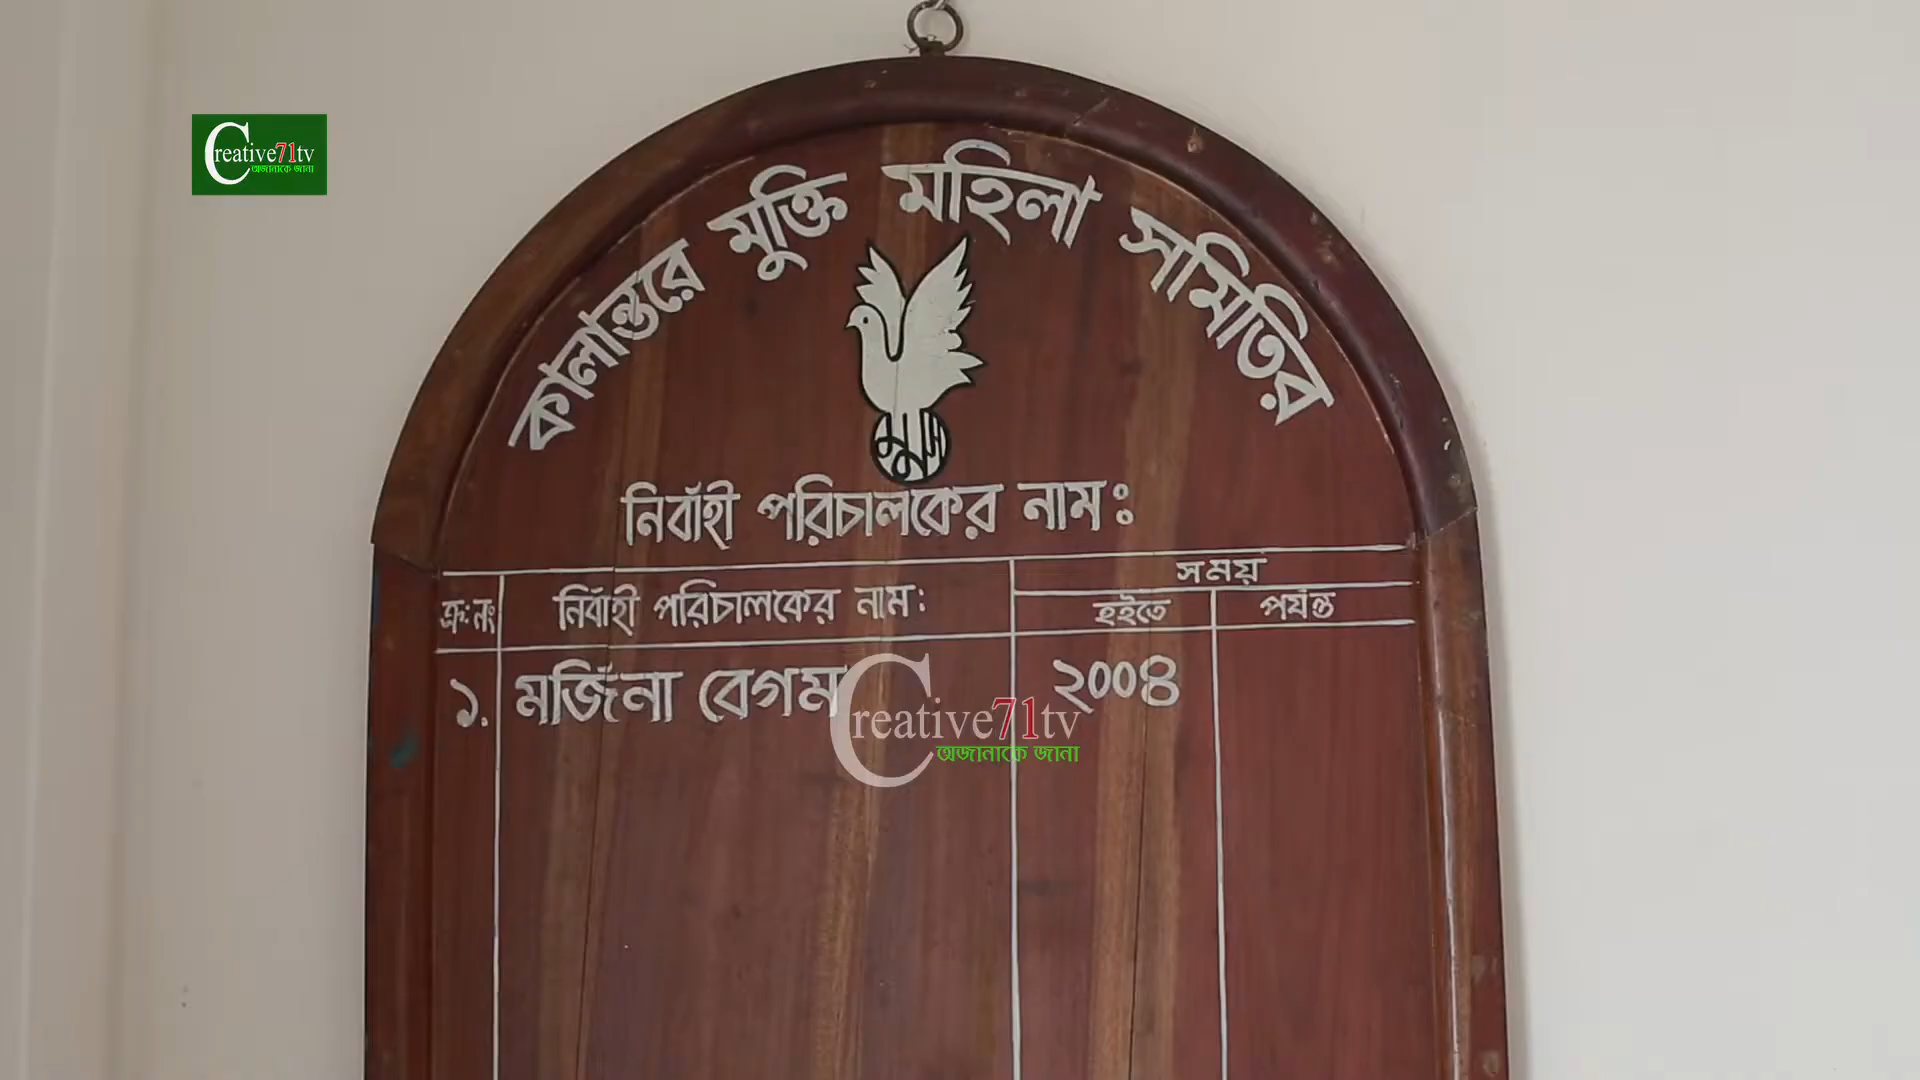 Creative71tv
অজানাকে জানা
কালান্তরে মুক্তি মহিলা সমিতির
মুমস
নির্বাহী পরিচালকের নাম:
ক্র: নং নির্বাহী পরিচালকের নাম: সময়
হইতে পর্যন্ত
১. মর্জিনা বেগম ২০০৪
Creative71tv
অজানাকে জানা